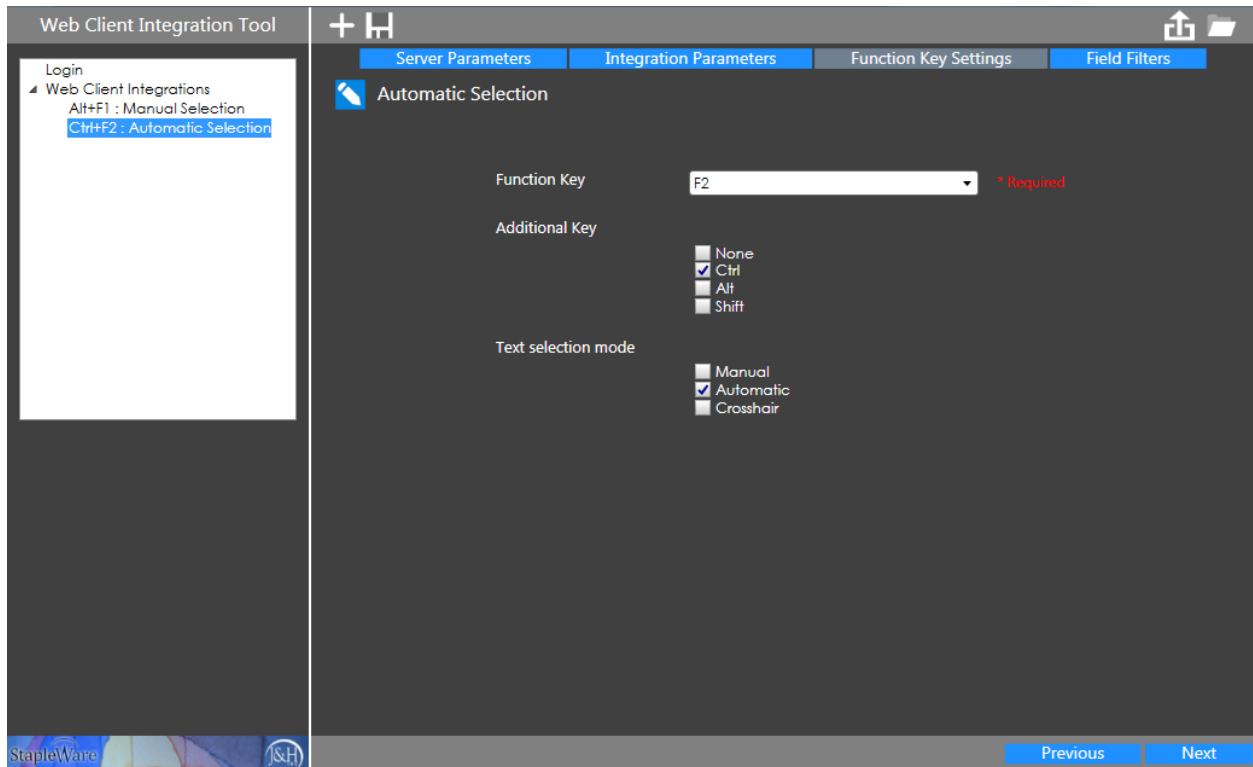 Web Client Integration Tool
Login
Web Client Integrations
Alt+F1 : Manual Selection
Ctrl+F2 : Automatic Selection
Server Parameters
Integration Parameters
Function Key Settings
Field Filters
Automatic Selection
Function Key
F2
* Required
Additional Key
None
Ctrl
Alt
Shift
Text selection mode
Manual
Automatic
Crosshair
StapleWare
J&H
Previous
Next